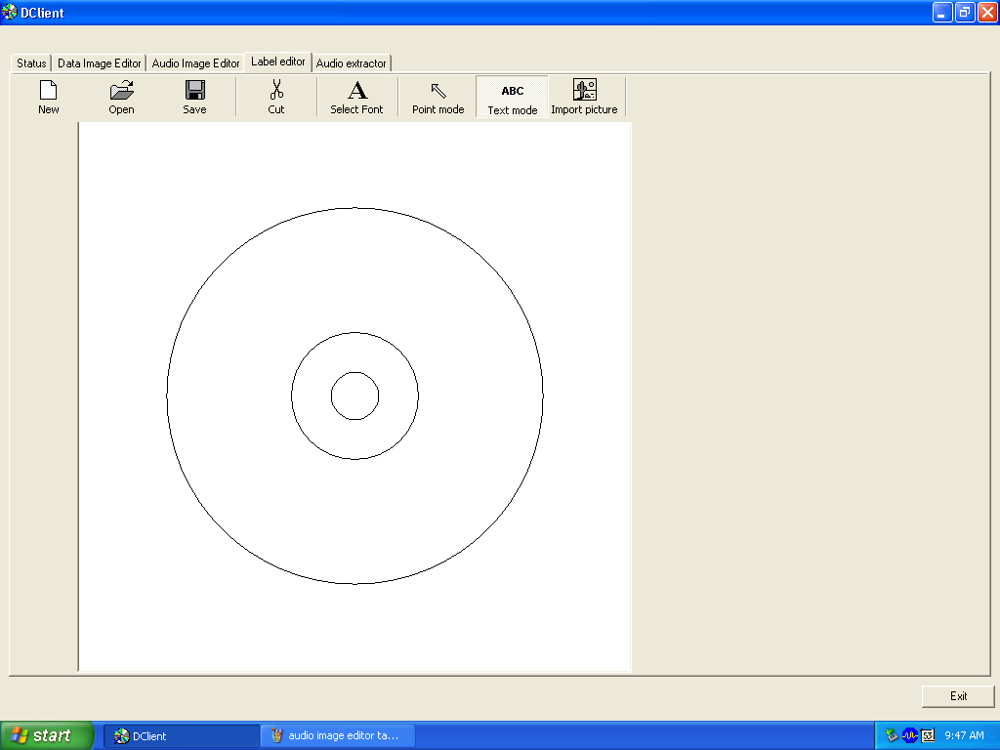 DClient
Status Data Image Editor Audio Image Editor Label editor Audio extractor
A ABC
New Open Save Cut Select Font Point mode Text mode Import picture
Exit
start DClient audio image editor ta... 9:47 AM